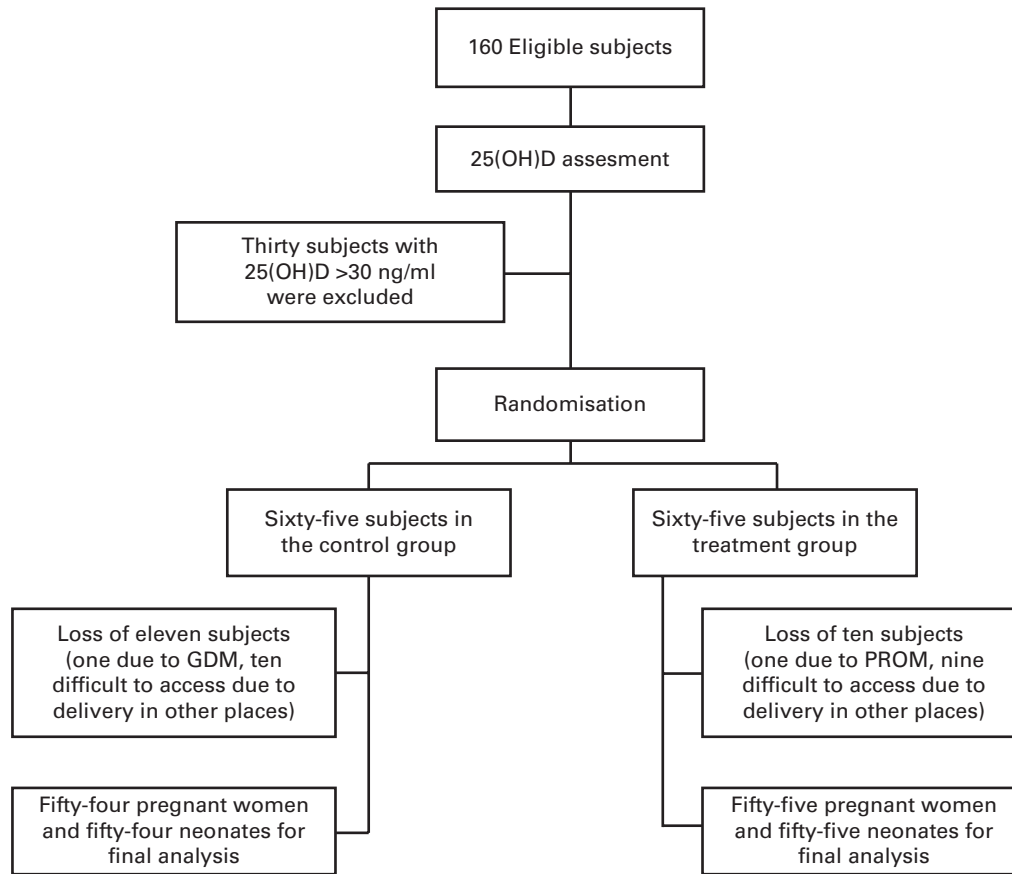 160 Eligible subjects
25(OH)D assesment
Thirty subjects with
25(OH)D >30 ng/ml
were excluded
Randomisation
Sixty-five subjects in
the control group
Sixty-five subjects in the
treatment group
Loss of eleven subjects
(one due to GDM, ten
difficult to access due to
delivery in other places)
Loss of ten subjects
(one due to PROM, nine
difficult to access due to
delivery in other places)
Fifty-four pregnant women
and fifty-four neonates for
final analysis
Fifty-five pregnant women
and fifty-five neonates for
final analysis